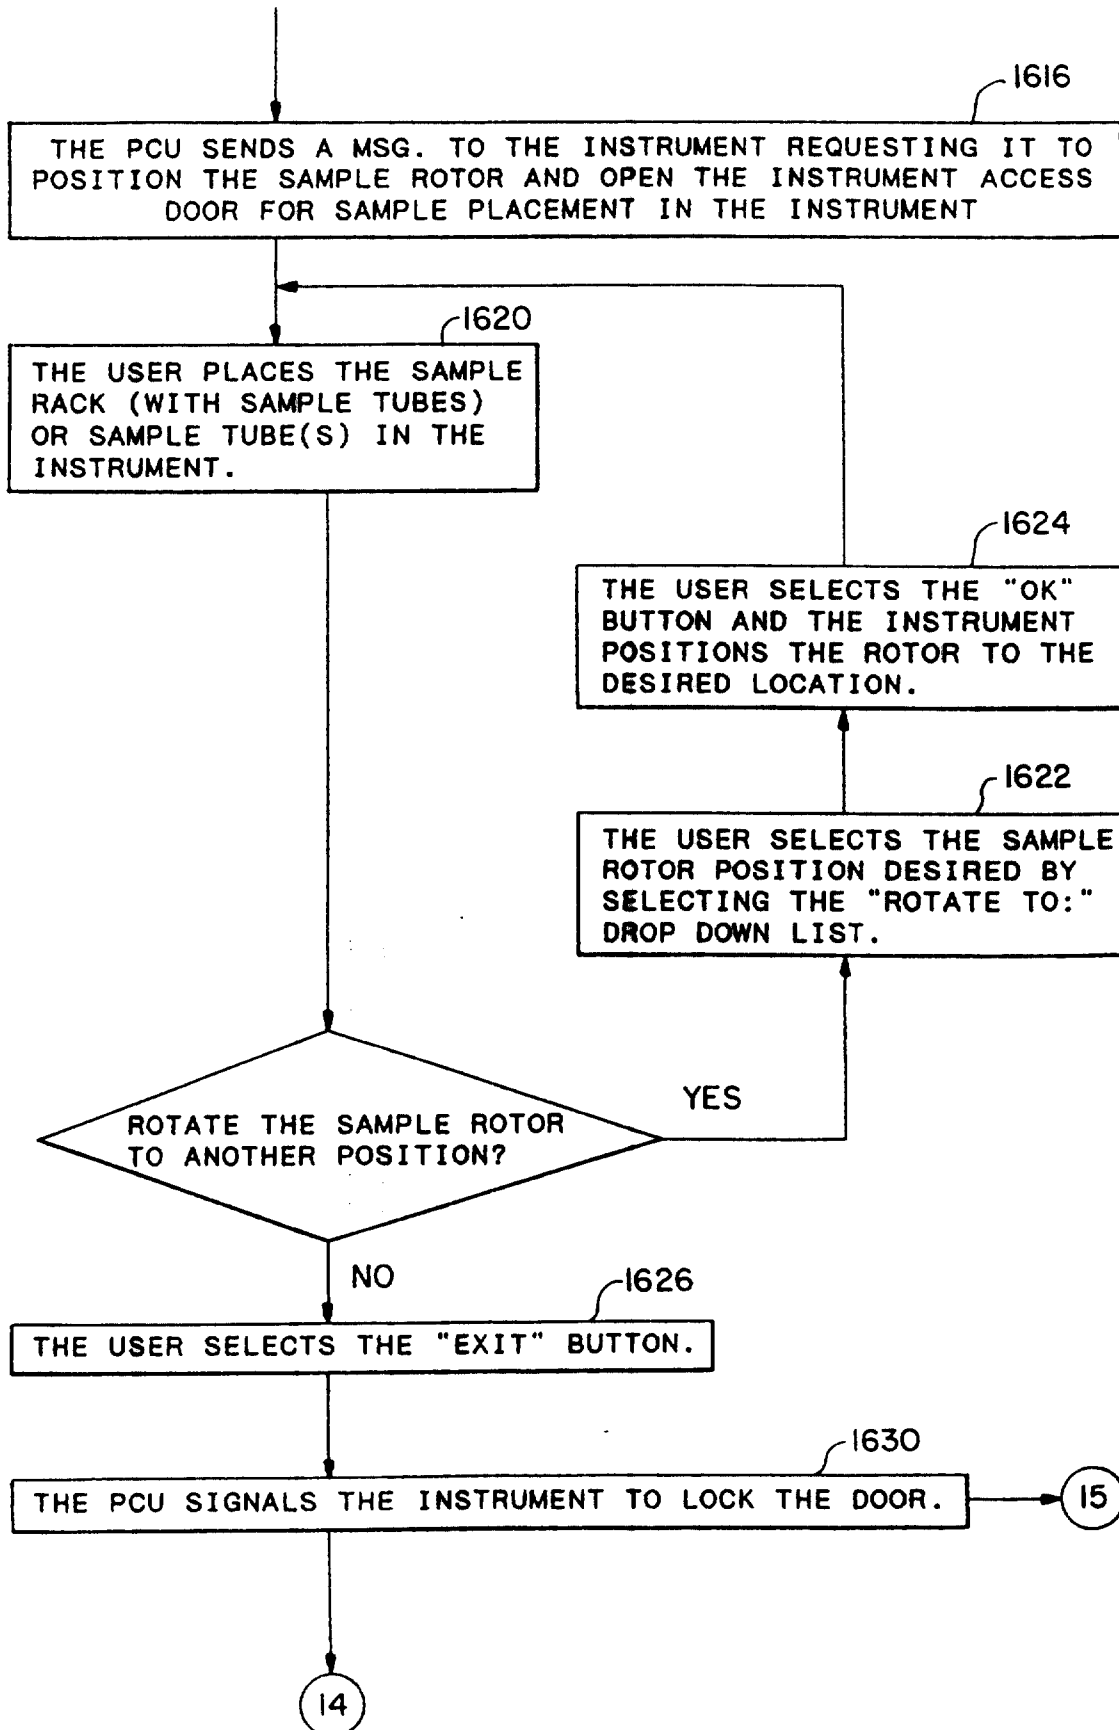 1616
THE PCU SENDS A MSG. TO THE INSTRUMENT REQUESTING IT TO
POSITION THE SAMPLE ROTOR AND OPEN THE INSTRUMENT ACCESS
DOOR FOR SAMPLE PLACEMENT IN THE INSTRUMENT
1620
THE USER PLACES THE SAMPLE
RACK (WITH SAMPLE TUBES)
OR SAMPLE TUBE(S) IN THE
INSTRUMENT.
1624
THE USER SELECTS THE "OK"
BUTTON AND THE INSTRUMENT
POSITIONS THE ROTOR TO THE
DESIRED LOCATION.
1622
THE USER SELECTS THE SAMPLE
ROTOR POSITION DESIRED BY
SELECTING THE "ROTATE TO:"
DROP DOWN LIST.
ROTATE THE SAMPLE ROTOR
TO ANOTHER POSITION?
YES
NO
1626
THE USER SELECTS THE "EXIT" BUTTON.
1630
THE PCU SIGNALS THE INSTRUMENT TO LOCK THE DOOR.
15
14